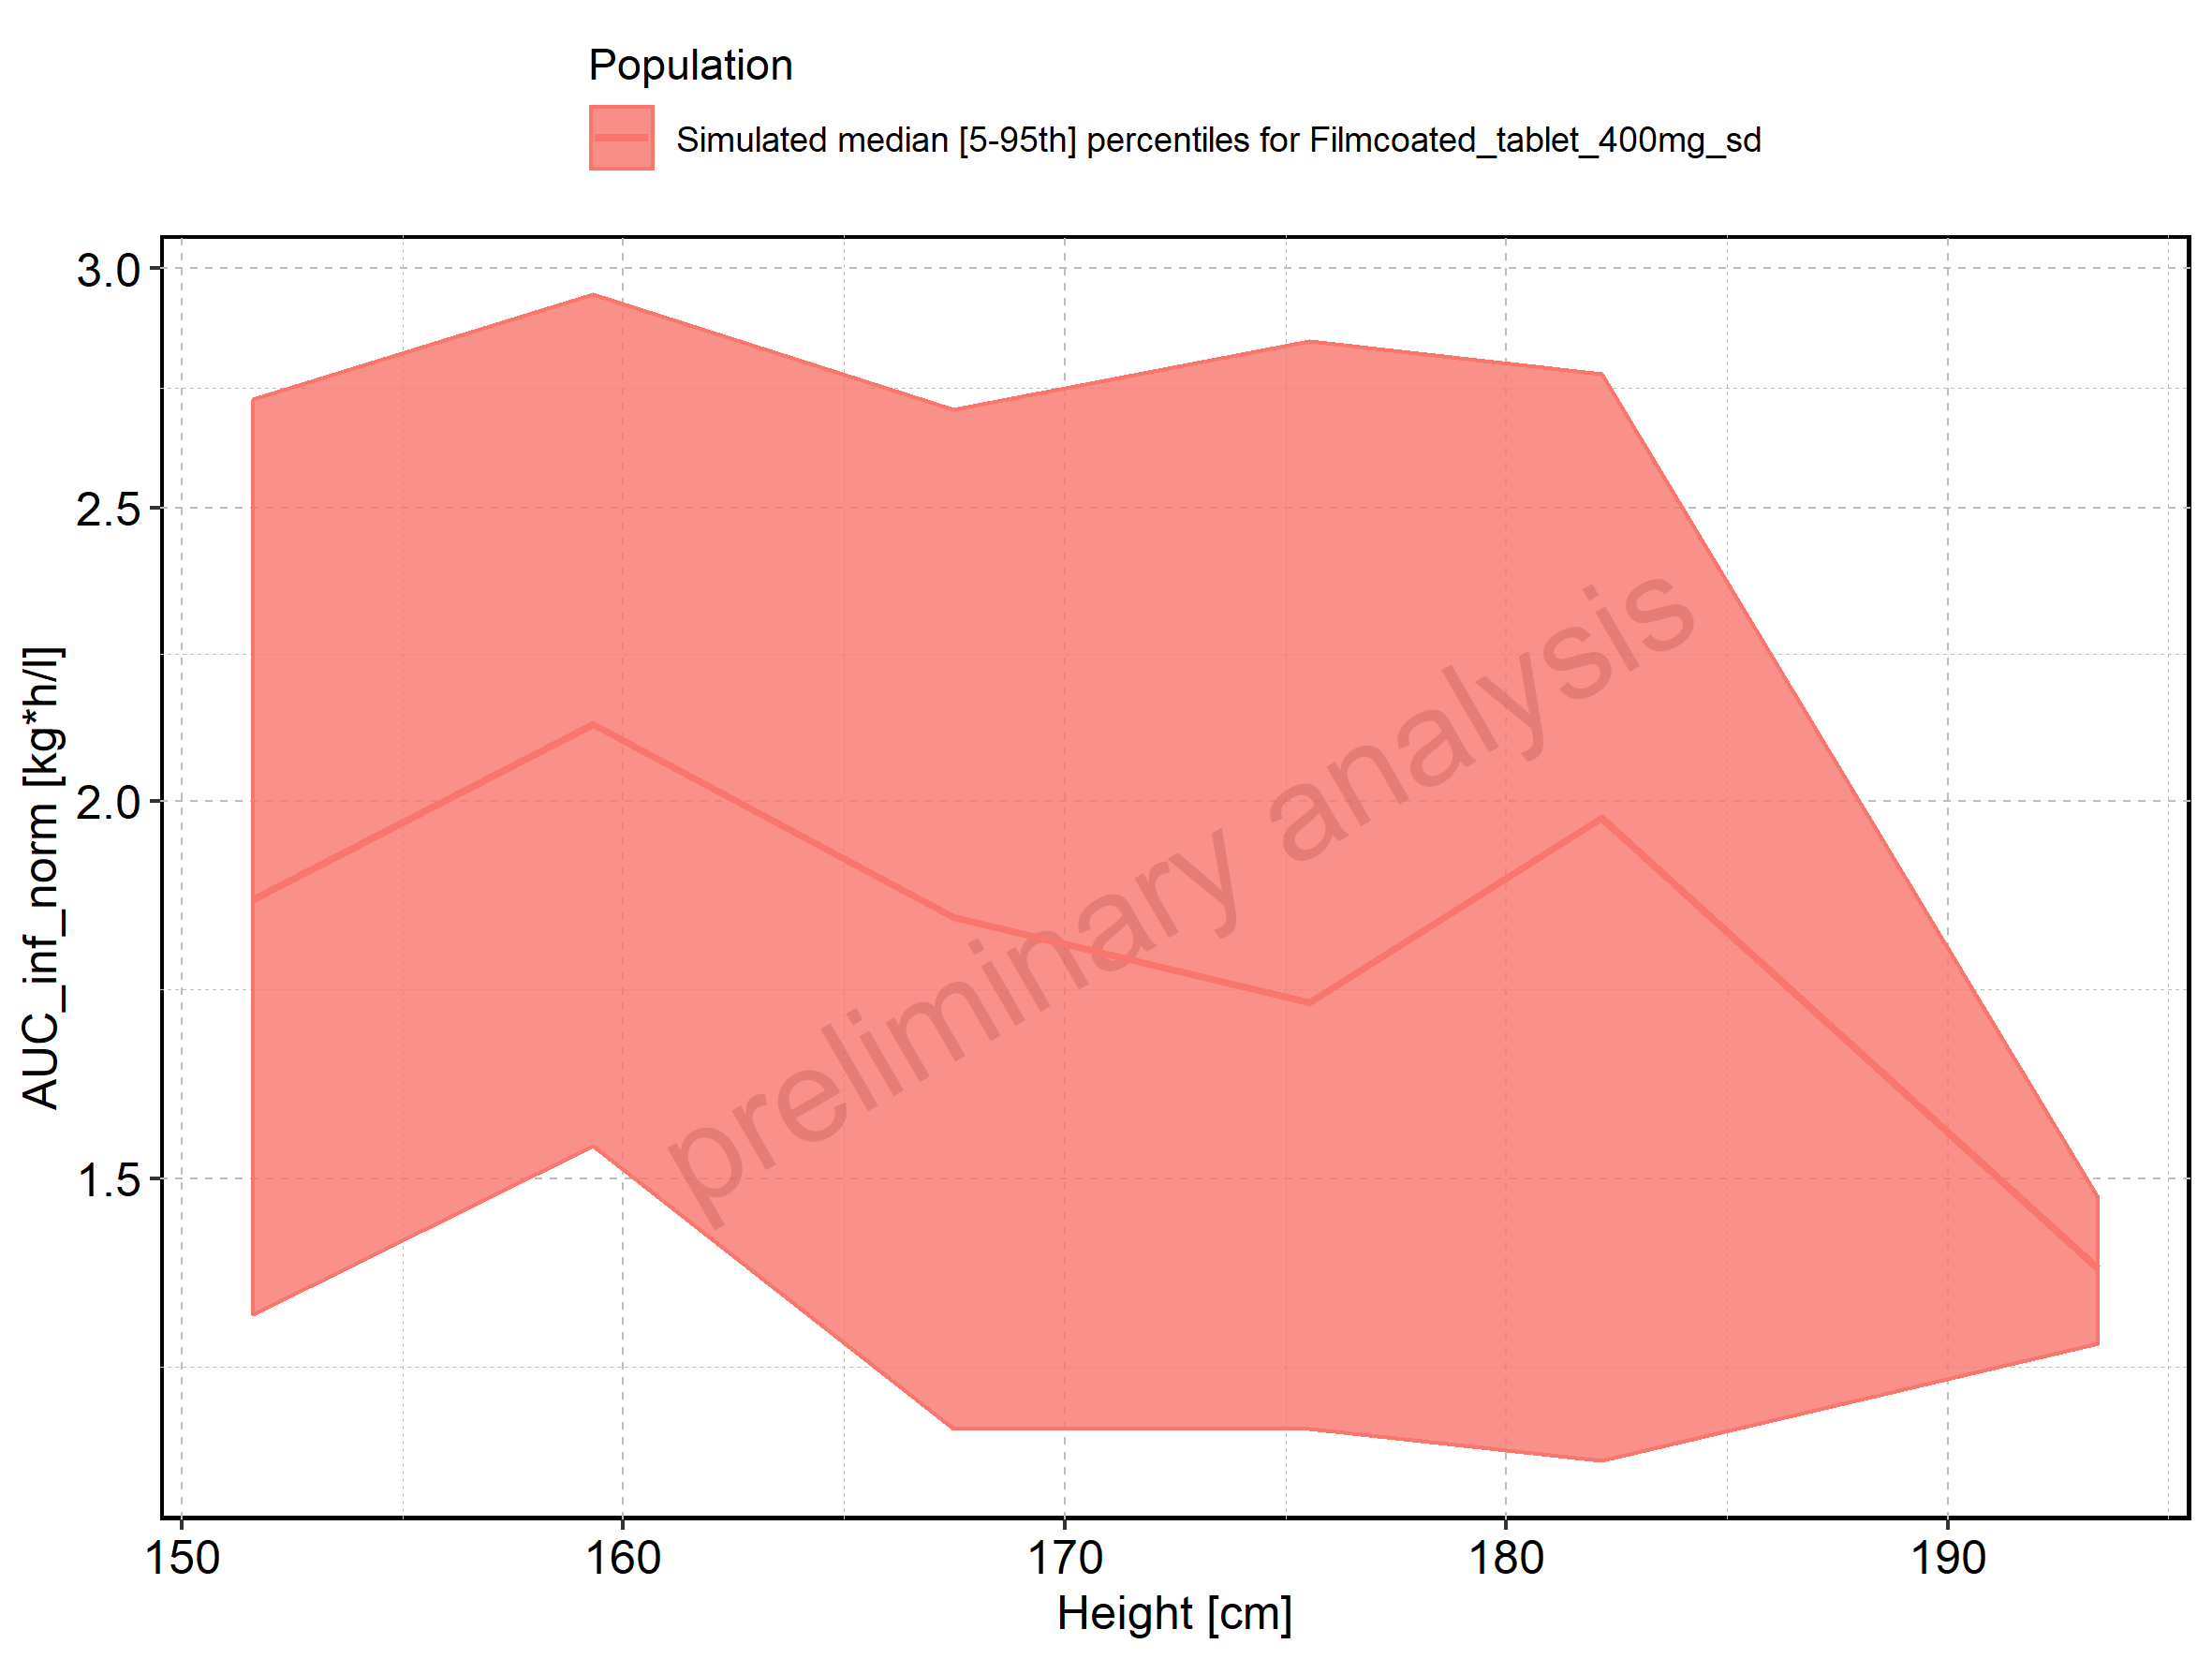 Population
Simulated median [5-95th] percentiles for Filmcoated_tablet_400mg_sd
3.0
2.5
2.0
1.5
AUC_inf_norm [kg*h/l]
preliminary analysis
150 160 170 180 190
Height [cm]